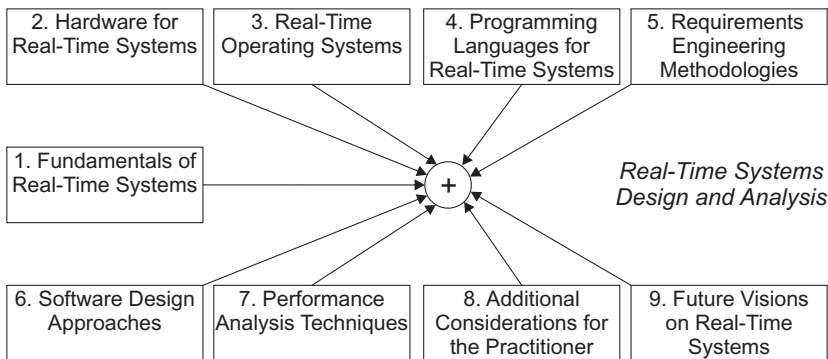 2. Hardware for
Real-Time Systems
3. Real-Time
Operating Systems
4. Programming
Languages for
Real-Time Systems
5. Requirements
Engineering
Methodologies
1. Fundamentals of
Real-Time Systems
+
Real-Time Systems
Design and Analysis
6. Software Design
Approaches
7. Performance
Analysis Techniques
8. Additional
Considerations for
the Practitioner
9. Future Visions
on Real-Time
Systems